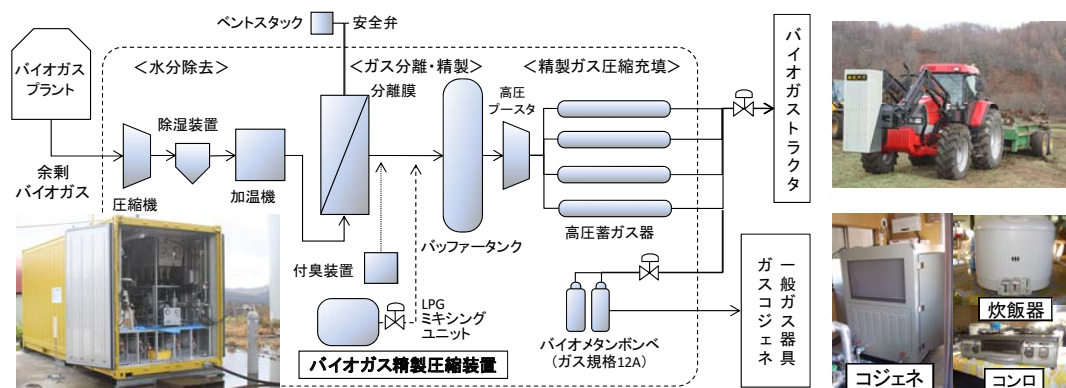 ベントスタック
安全弁
バイオガス
プラント
＜水分除去＞
＜ガス分離・精製＞
＜精製ガス圧縮充填＞
分離膜
高圧
ブースタ
除湿装置
余剰
バイオガス
圧縮機
加温機
バッファータンク
高圧蓄ガス器
付臭装置
LPG
ミキシング
ユニット
バイオメタンボンベ
（ガス規格12A）
バイオガス精製圧縮装置
バイオガストラクタ
一般ガス器具
ガスコジェネ
炊飯器
コジェネ
コンロ